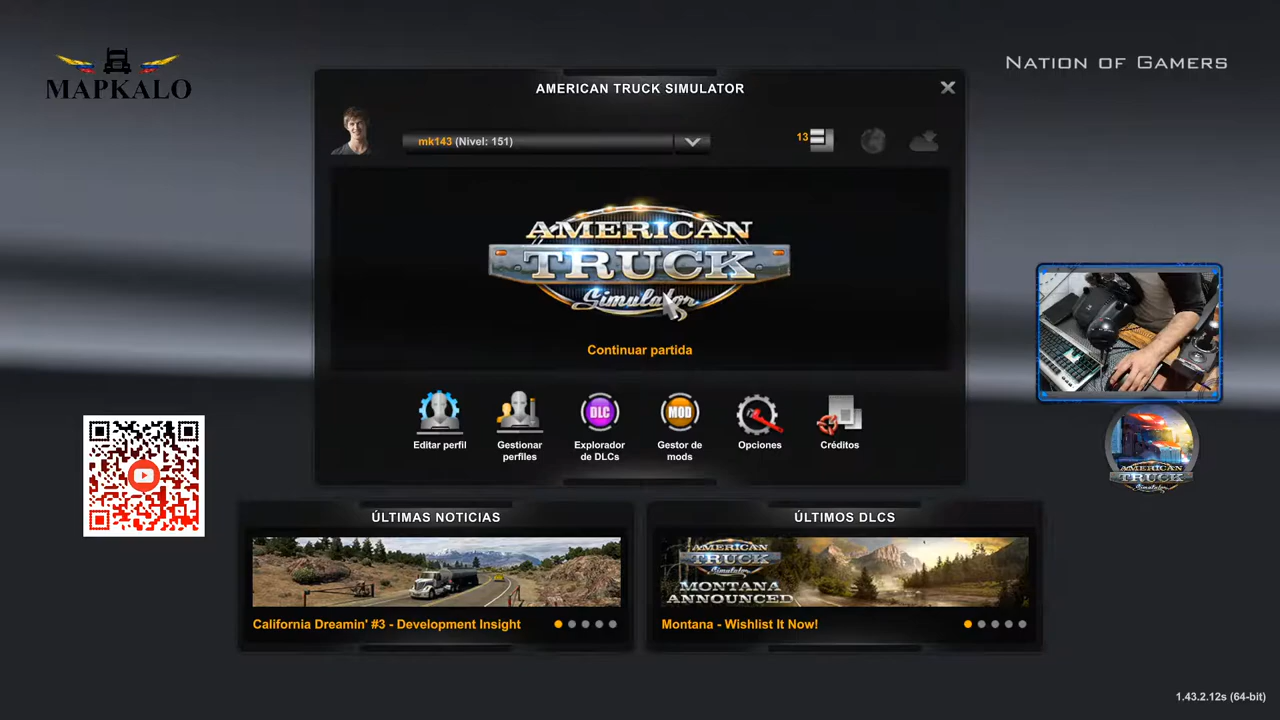 MAPKALO
NATION OF GAMERS
AMERICAN TRUCK SIMULATOR
mk143 (Nivel: 151)
13
AMERICAN
TRUCK
Simulator
Continuar partida
DLC
MOD
Editar perfil
Gestionar
perfiles
Explorador
de DLCs
Gestor de
mods
Opciones
Créditos
AMERICAN
TRUCK
Simulator
ÚLTIMAS NOTICIAS
California Dreamin' #3 - Development Insight
ÚLTIMOS DLCS
AMERICAN
TRUCK
Simulator
MONTANA
ANNOUNCED
Montana - Wishlist It Now!
1.43.2.12s (64-bit)